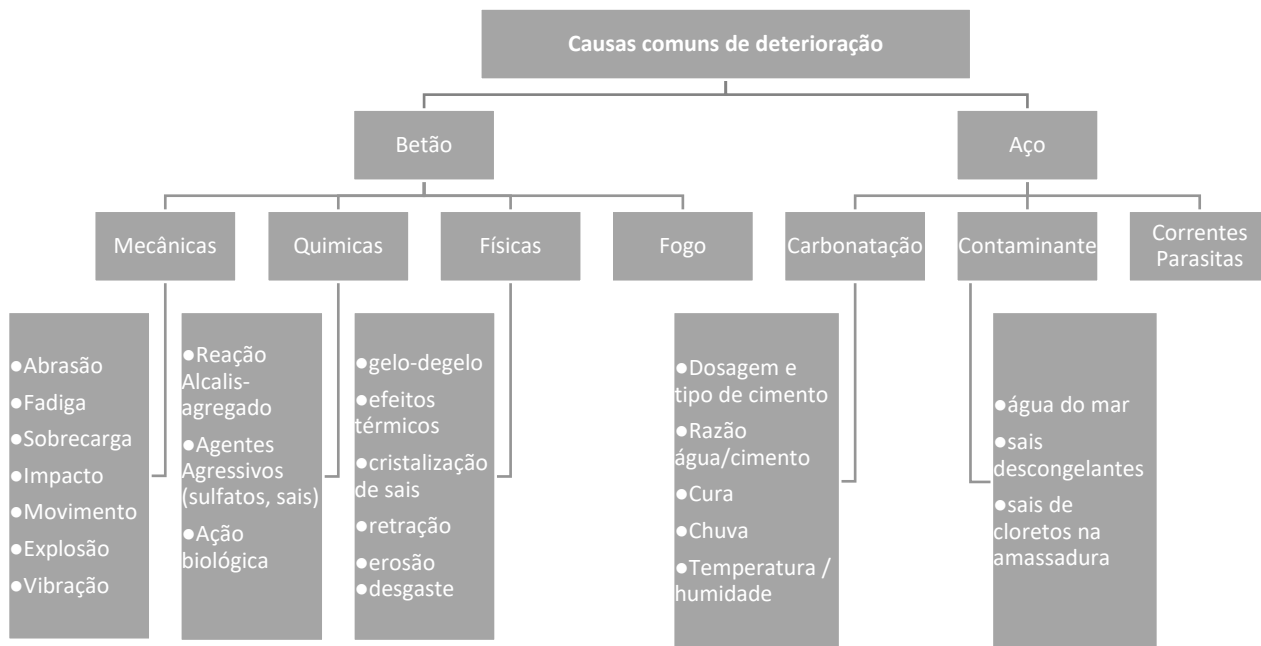 Causas comuns de deterioração
Betão
Aço
Mecânicas
Quimicas
Físicas
Fogo
Carbonatação
Contaminante
Correntes
Parasitas
●Abrasão
●Fadiga
●Sobrecarga
●Impacto
●Movimento
●Explosão
●Vibração
●Reação
Alcalis-
agregado
●Agentes
Agressivos
(sulfatos, sais)
●Ação
biológica
●gelo-degelo
●efeitos
térmicos
●cristalização
de sais
●retração
●erosão
●desgaste
●Dosagem e
tipo de cimento
●Razão
água/cimento
●Cura
●Chuva
●Temperatura /
humidade
●água do mar
●sais
descongelantes
●sais de
cloretos na
amassadura